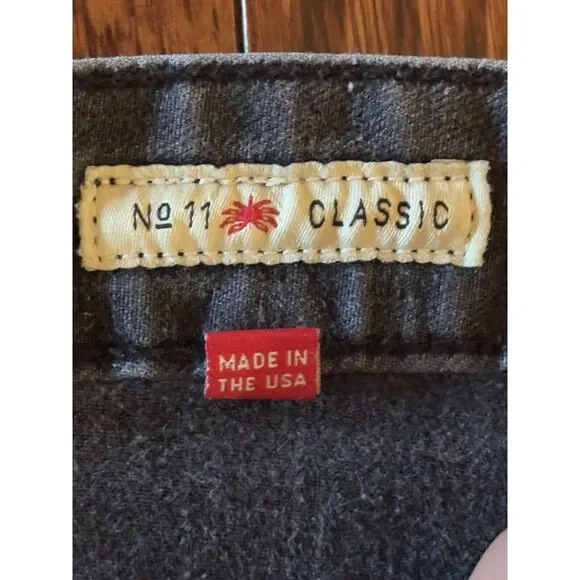 № 11 CLASSIC
MADE IN
THE USA